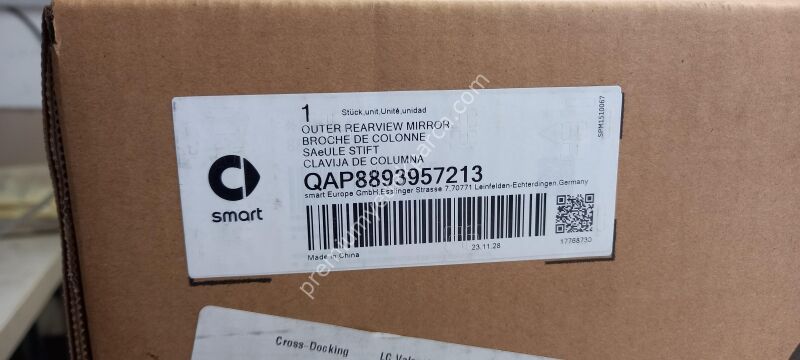 1 Stück,unit,Unité,unidad
OUTER REARVIEW MIRROR
BROCHE DE COLONNE
SAeULE STIFT
CLAVIJA DE COLUMNA
QAP8893957213
smart Europe GmbH,Esslinger Strasse 7,70771 Leinfelden-Echterdingen,Germany
smart
23.11.28
Made in China
17768730
SPM1510067
Cross-Docking